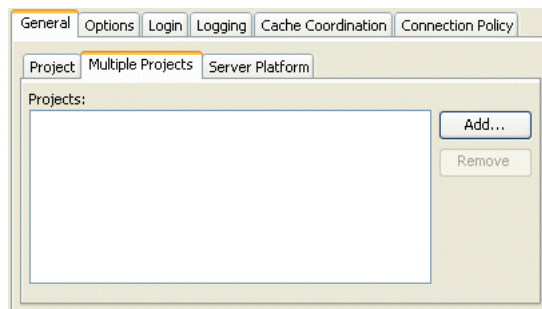 General Options Login Logging Cache Coordination Connection Policy
Project Multiple Projects Server Platform
Projects:
Add...
Remove